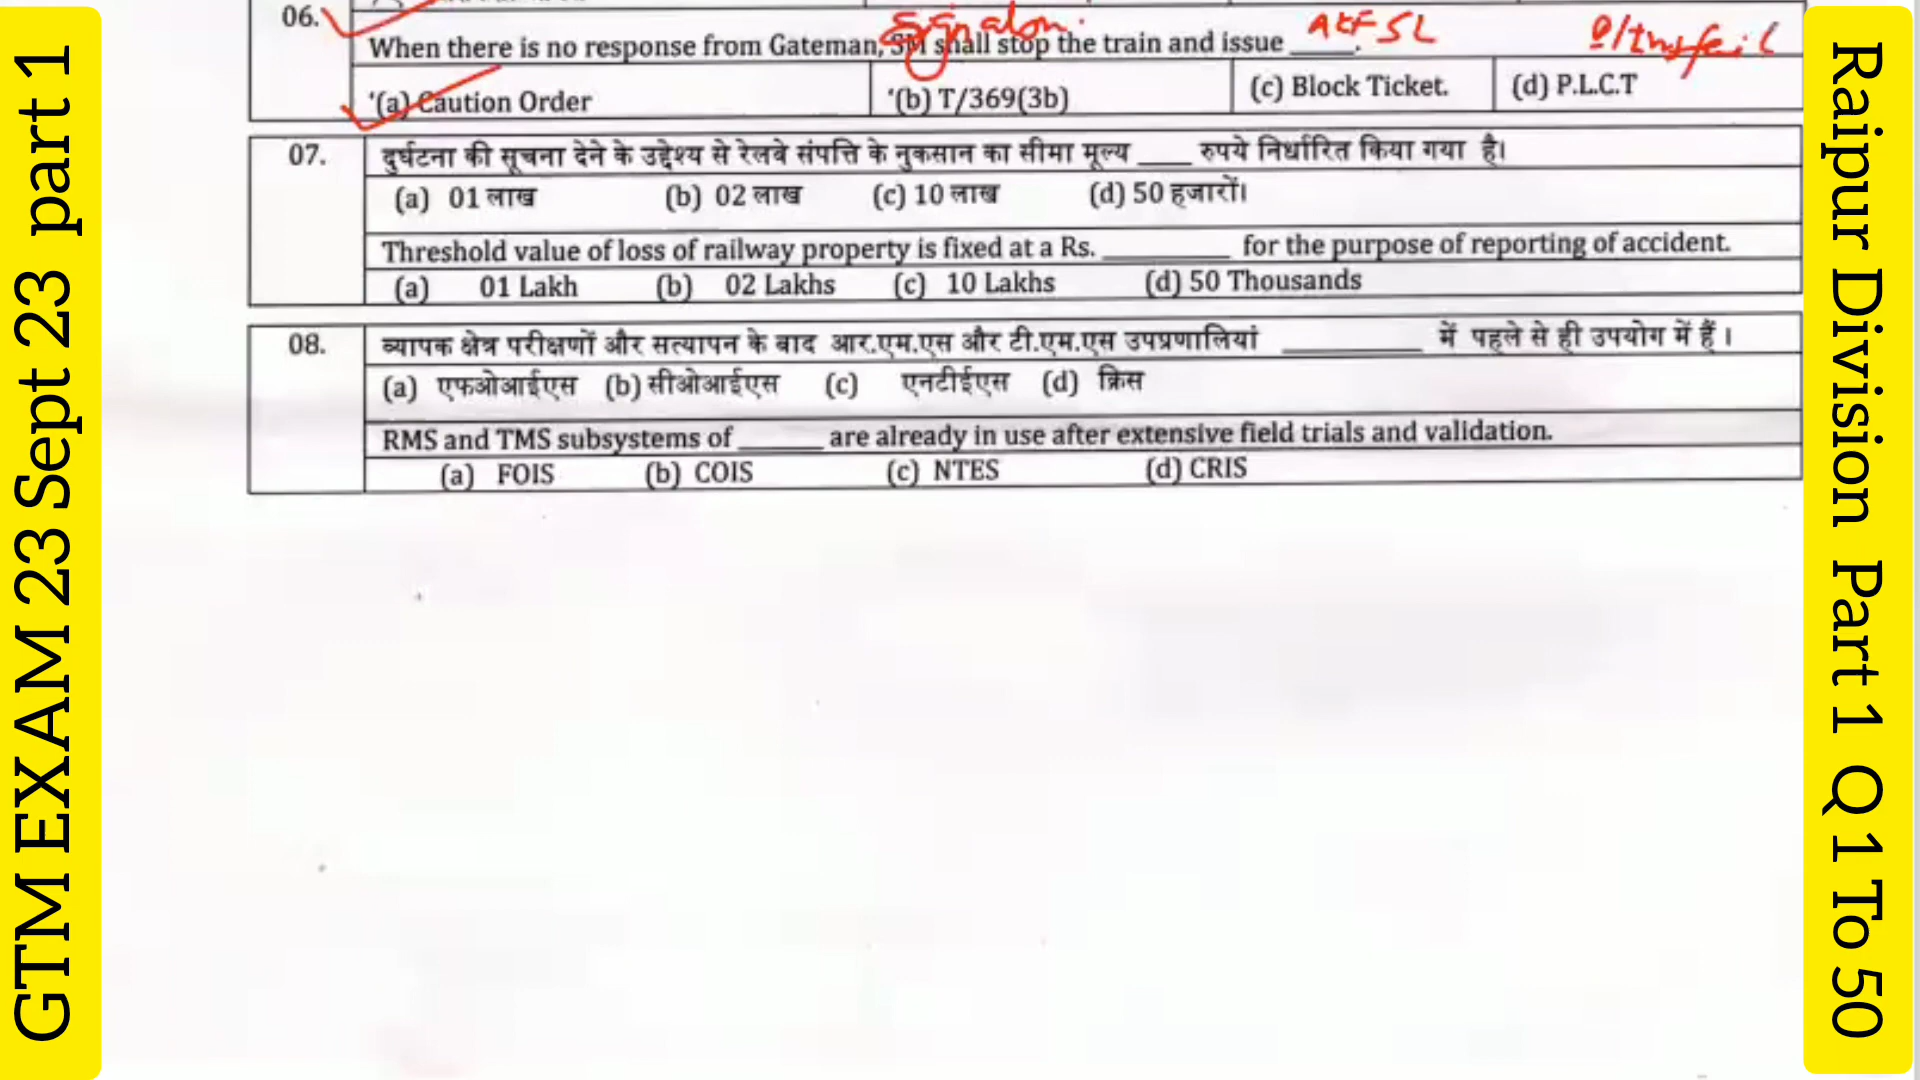 GTM EXAM 23 Sept 23 part 1
06.
When there is no response from Gateman, SM shall stop the train and issue _____.
'(a) Caution Order '(b) T/369(3b) (c) Block Ticket. (d) P.L.C.T
07. दुर्घटना की सूचना देने के उद्देश्य से रेलवे संपत्ति के नुकसान का सीमा मूल्य ____ रुपये निर्धारित किया गया है।
(a) 01 लाख (b) 02 लाख (c) 10 लाख (d) 50 हजारों।
Threshold value of loss of railway property is fixed at a Rs. _________ for the purpose of reporting of accident.
(a) 01 Lakh (b) 02 Lakhs (c) 10 Lakhs (d) 50 Thousands
08. व्यापक क्षेत्र परीक्षणों और सत्यापन के बाद आर.एम.एस और टी.एम.एस उपप्रणालियां __________ में पहले से ही उपयोग में हैं।
(a) एफओआईएस (b) सीओआईएस (c) एनटीईएस (d) क्रिस
RMS and TMS subsystems of ______ are already in use after extensive field trials and validation.
(a) FOIS (b) COIS (c) NTES (d) CRIS
Raipur Division Part 1 Q 1 To 50